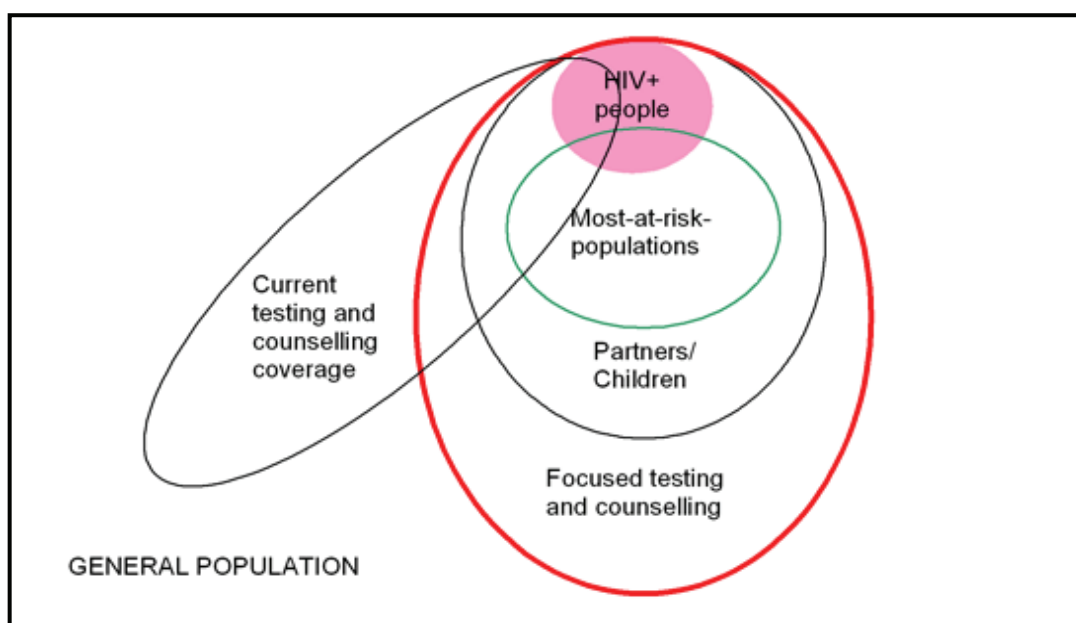 HIV+
people
Most-at-risk-
populations
Current
testing and
counselling
coverage
Partners/
Children
Focused testing
and counselling
GENERAL POPULATION